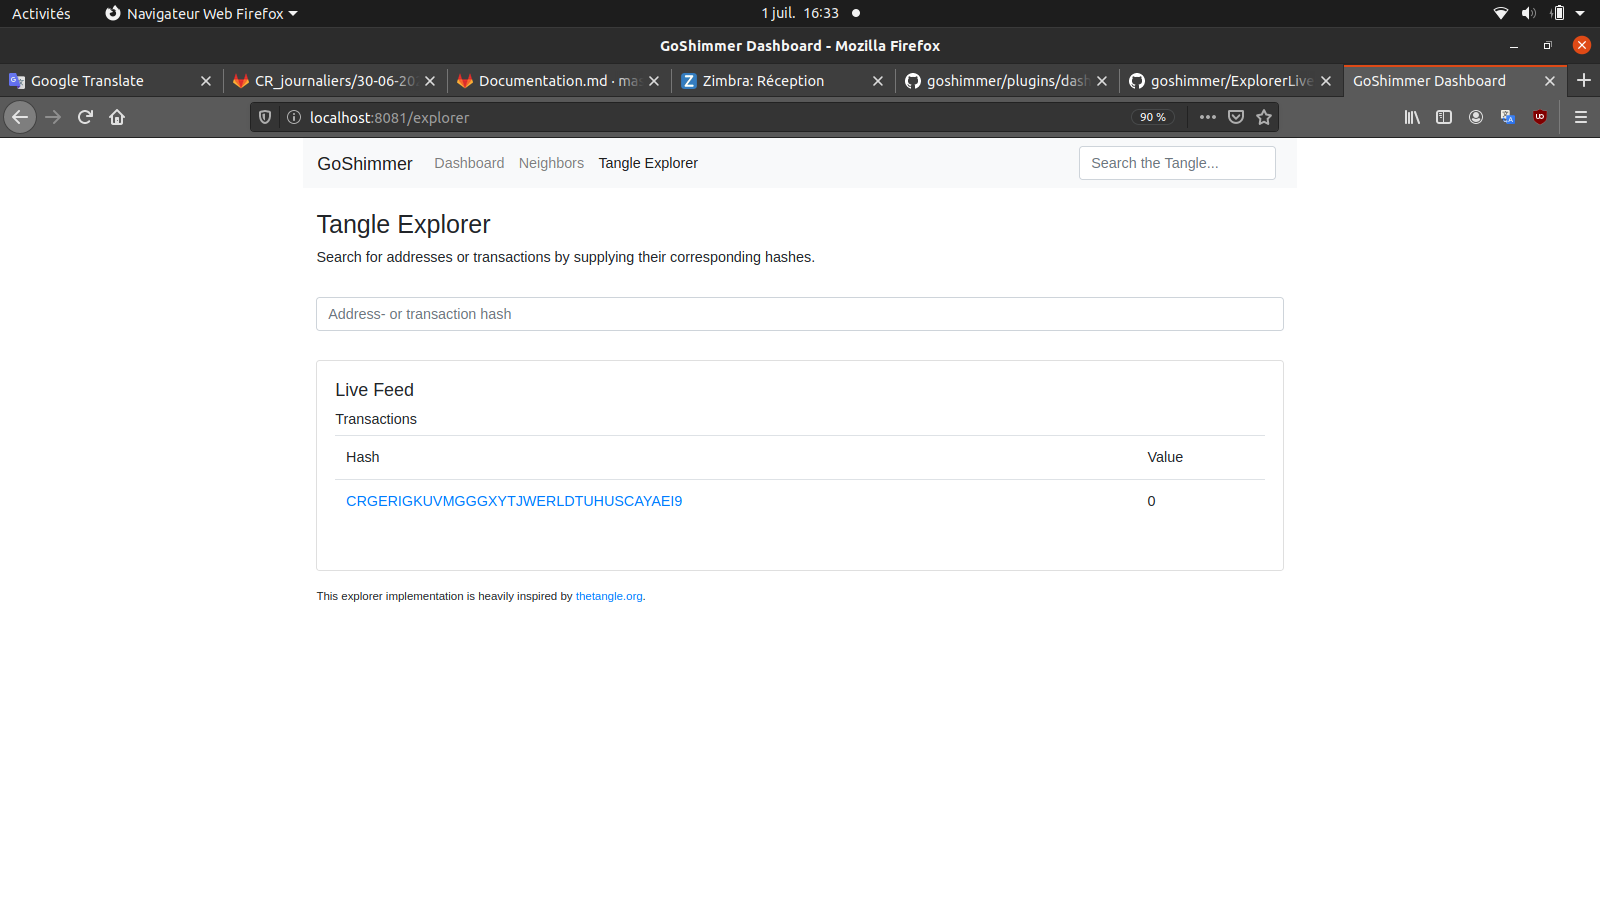 Activités
Navigateur Web Firefox
1 juil. 16:33
GoShimmer Dashboard - Mozilla Firefox
Google Translate
CR_journaliers/30-06-20
Documentation.md · mas
Zimbra: Réception
goshimmer/plugins/dash
goshimmer/ExplorerLive
GoShimmer Dashboard
localhost:8081/explorer
90 %
GoShimmer
Dashboard
Neighbors
Tangle Explorer
Search the Tangle...
Tangle Explorer
Search for addresses or transactions by supplying their corresponding hashes.
Address- or transaction hash
Live Feed
Transactions
Hash Value
CRGERIGKUVMGGGXYTJWERLDTUHUSCAYAEI9 0
This explorer implementation is heavily inspired by thetangle.org.